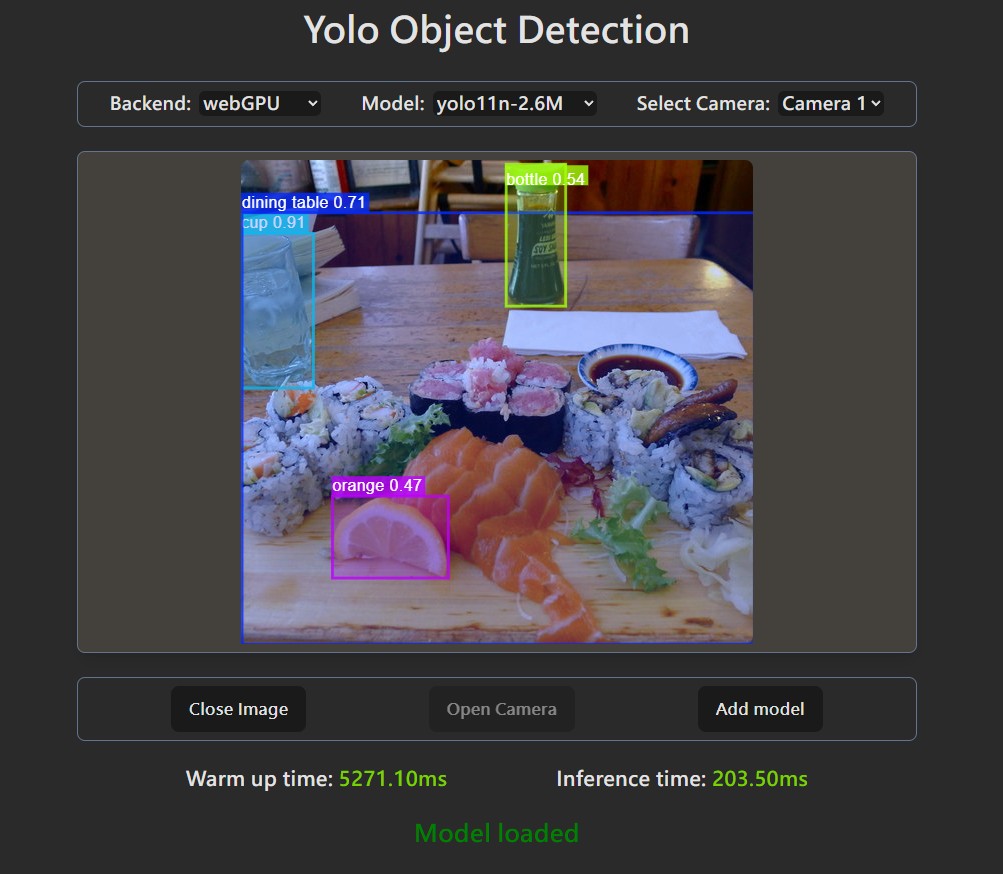 Yolo Object Detection
Backend: webGPU Model: yolo11n-2.6M Select Camera: Camera 1
bottle 0.54
dining table 0.71
cup 0.91
SOY
orange 0.47
Close Image Open Camera Add model
Warm up time: 5271.10ms Inference time: 203.50ms
Model loaded